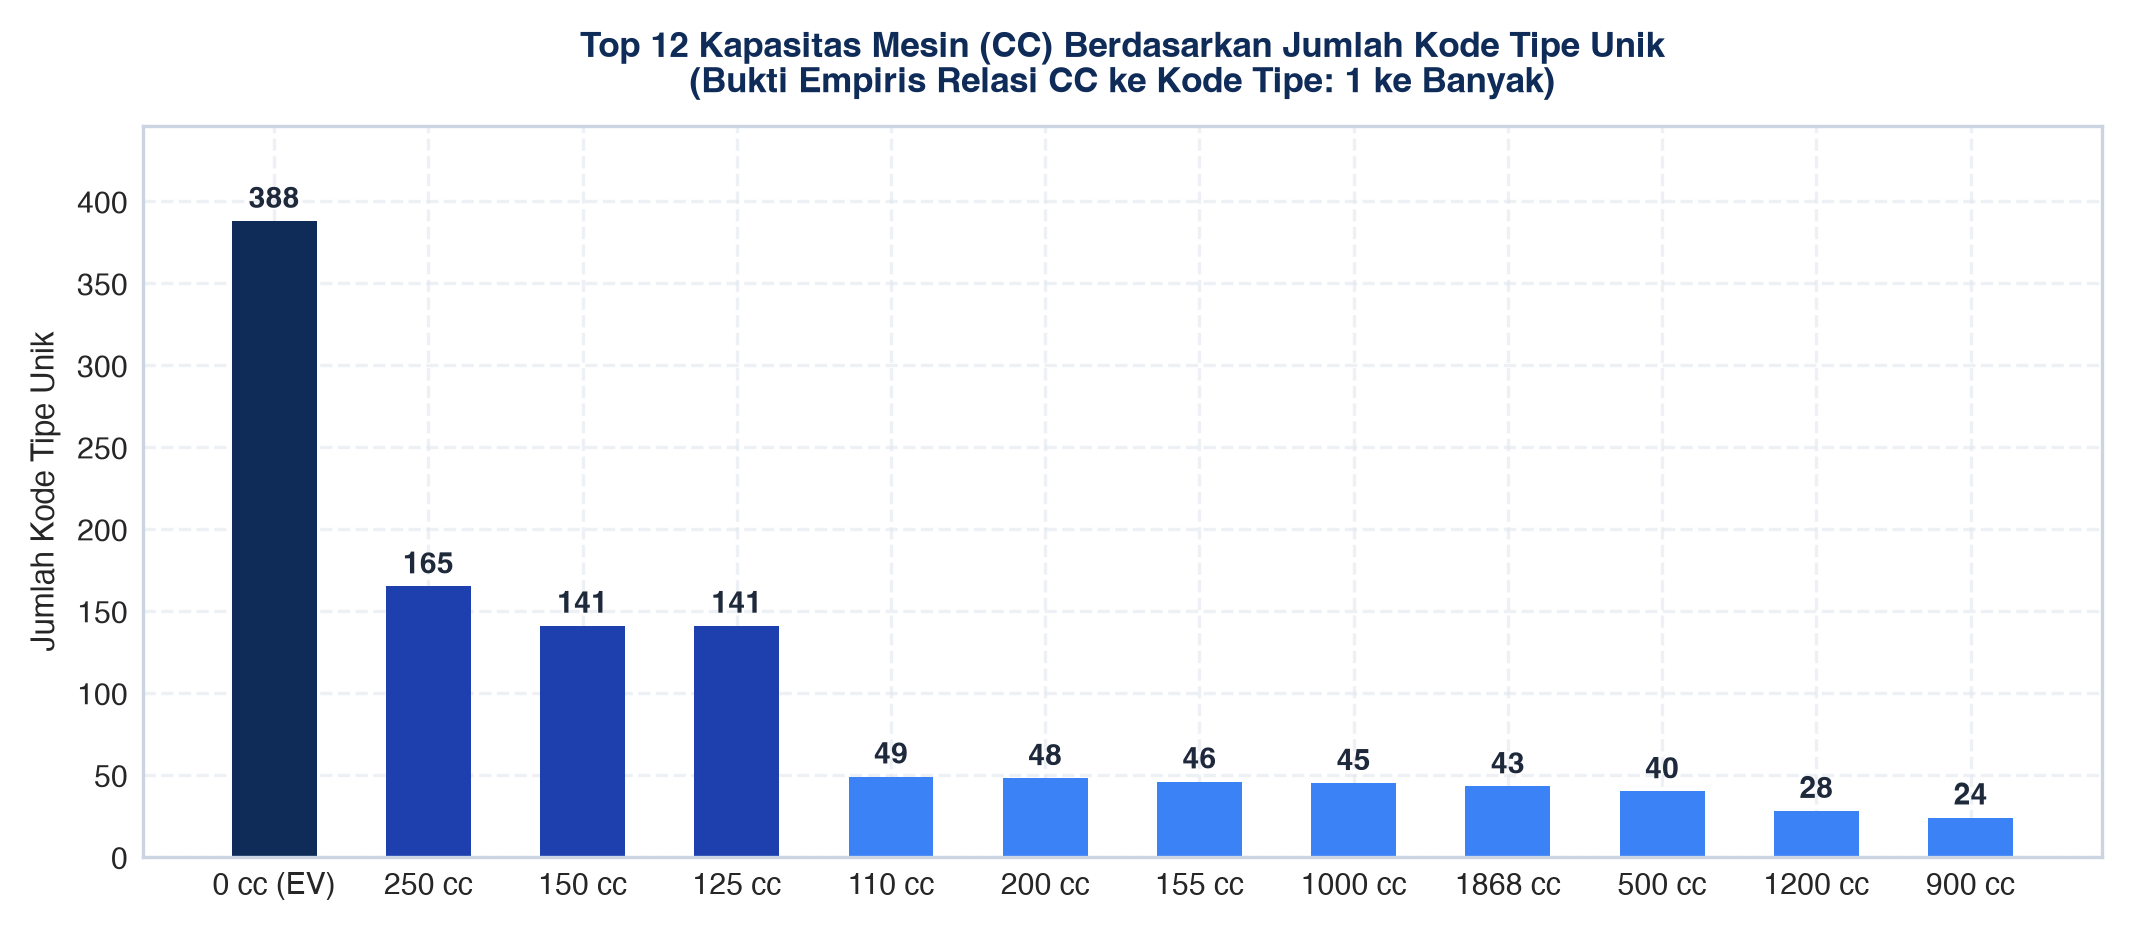 Top 12 Kapasitas Mesin (CC) Berdasarkan Jumlah Kode Tipe Unik
(Bukti Empiris Relasi CC ke Kode Tipe: 1 ke Banyak)
Jumlah Kode Tipe Unik
400
350
300
250
200
150
100
50
0
388
165
141
141
49
48
46
45
43
40
28
24
0 cc (EV)
250 cc
150 cc
125 cc
110 cc
200 cc
155 cc
1000 cc
1868 cc
500 cc
1200 cc
900 cc